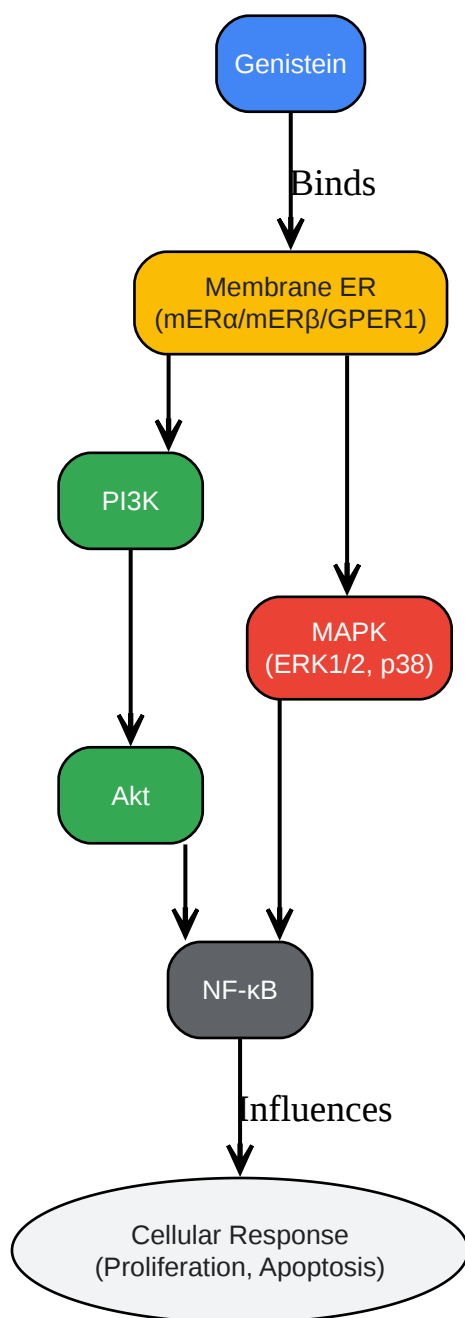 Genistein
Binds
Membrane ER
(mERα/mERβ/GPER1)
PI3K
MAPK
(ERK1/2, p38)
Akt
NF-κB
Influences
Cellular Response
(Proliferation, Apoptosis)